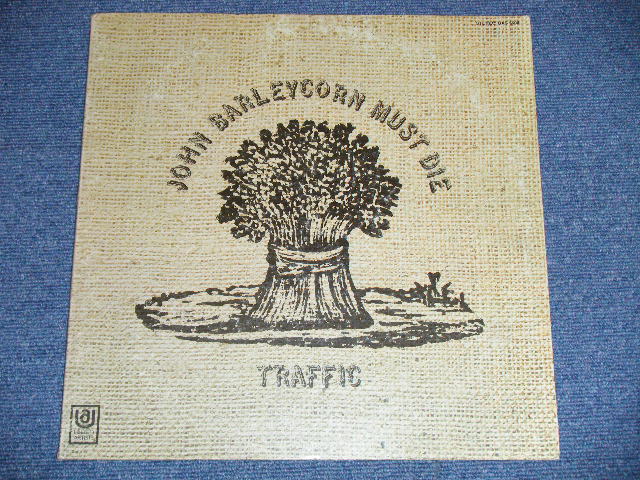 JOHN BARLEYCORN MUST DIE
TRAFFIC